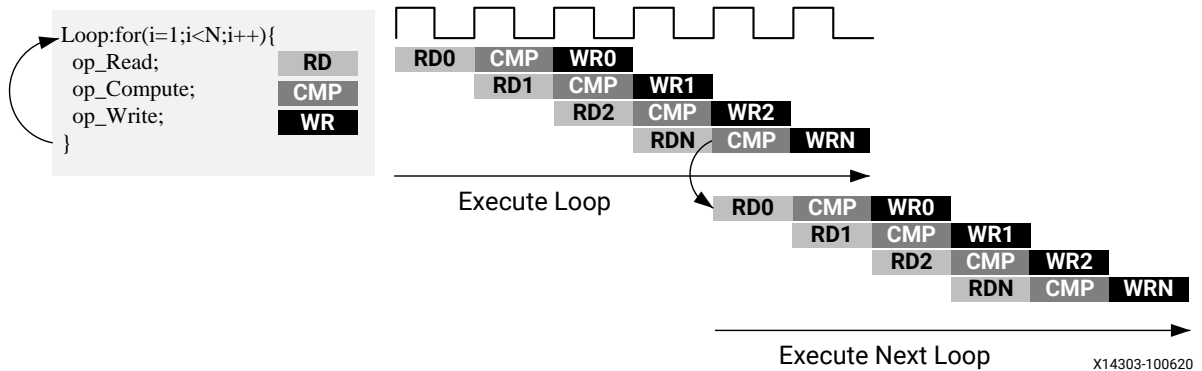 Loop:for(i=1;i<N;i++){
op_Read;
RD
op_Compute;
CMP
op_Write;
WR
}
RD0 CMP WR0
RD1 CMP WR1
RD2 CMP WR2
RDN CMP WRN
Execute Loop
RD0 CMP WR0
RD1 CMP WR1
RD2 CMP WR2
RDN CMP WRN
Execute Next Loop
X14303-100620